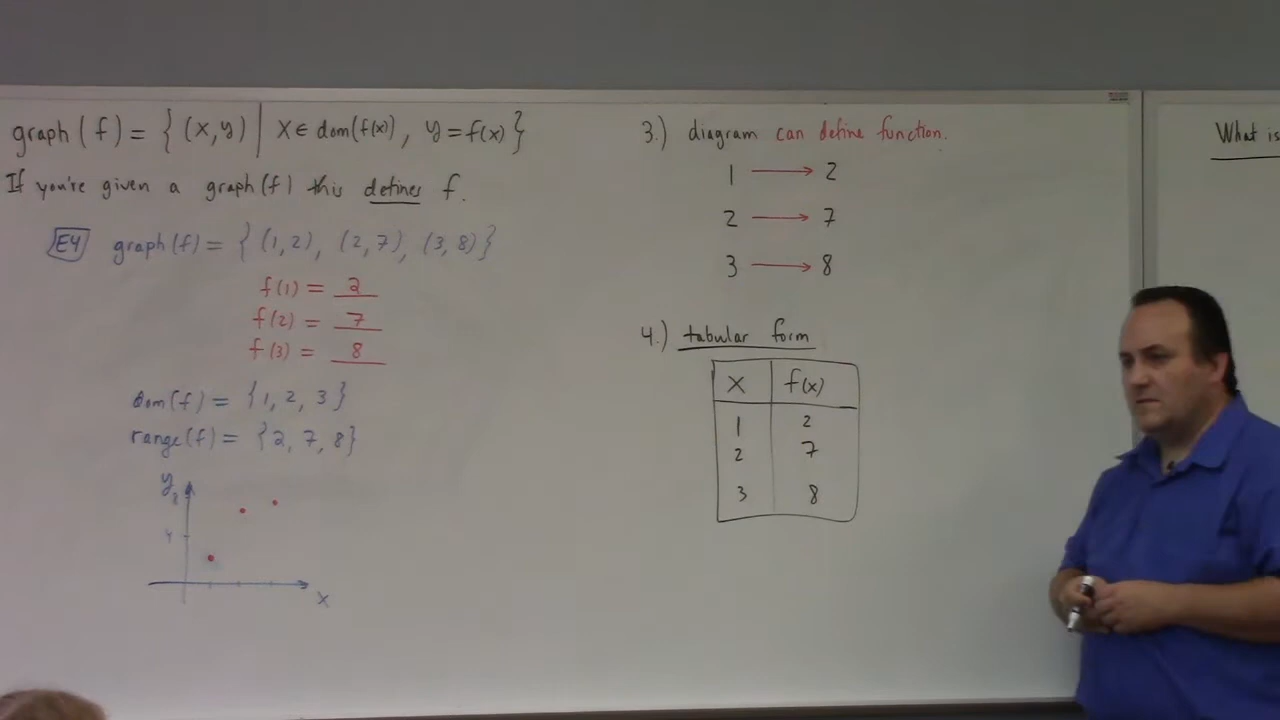 graph(f) = { (x,y) | x ∈ dom(f(x)), y = f(x) }
If you're given a graph(f) this defines f.
E4 graph(f) = { (1,2), (2,7), (3,8) }
f(1) = 2
f(2) = 7
f(3) = 8
dom(f) = {1, 2, 3}
range(f) = {2, 7, 8}
y
8
4
x
3.) diagram can define function.
1 → 2
2 → 7
3 → 8
4.) tabular form
x f(x)
1 2
2 7
3 8
What is